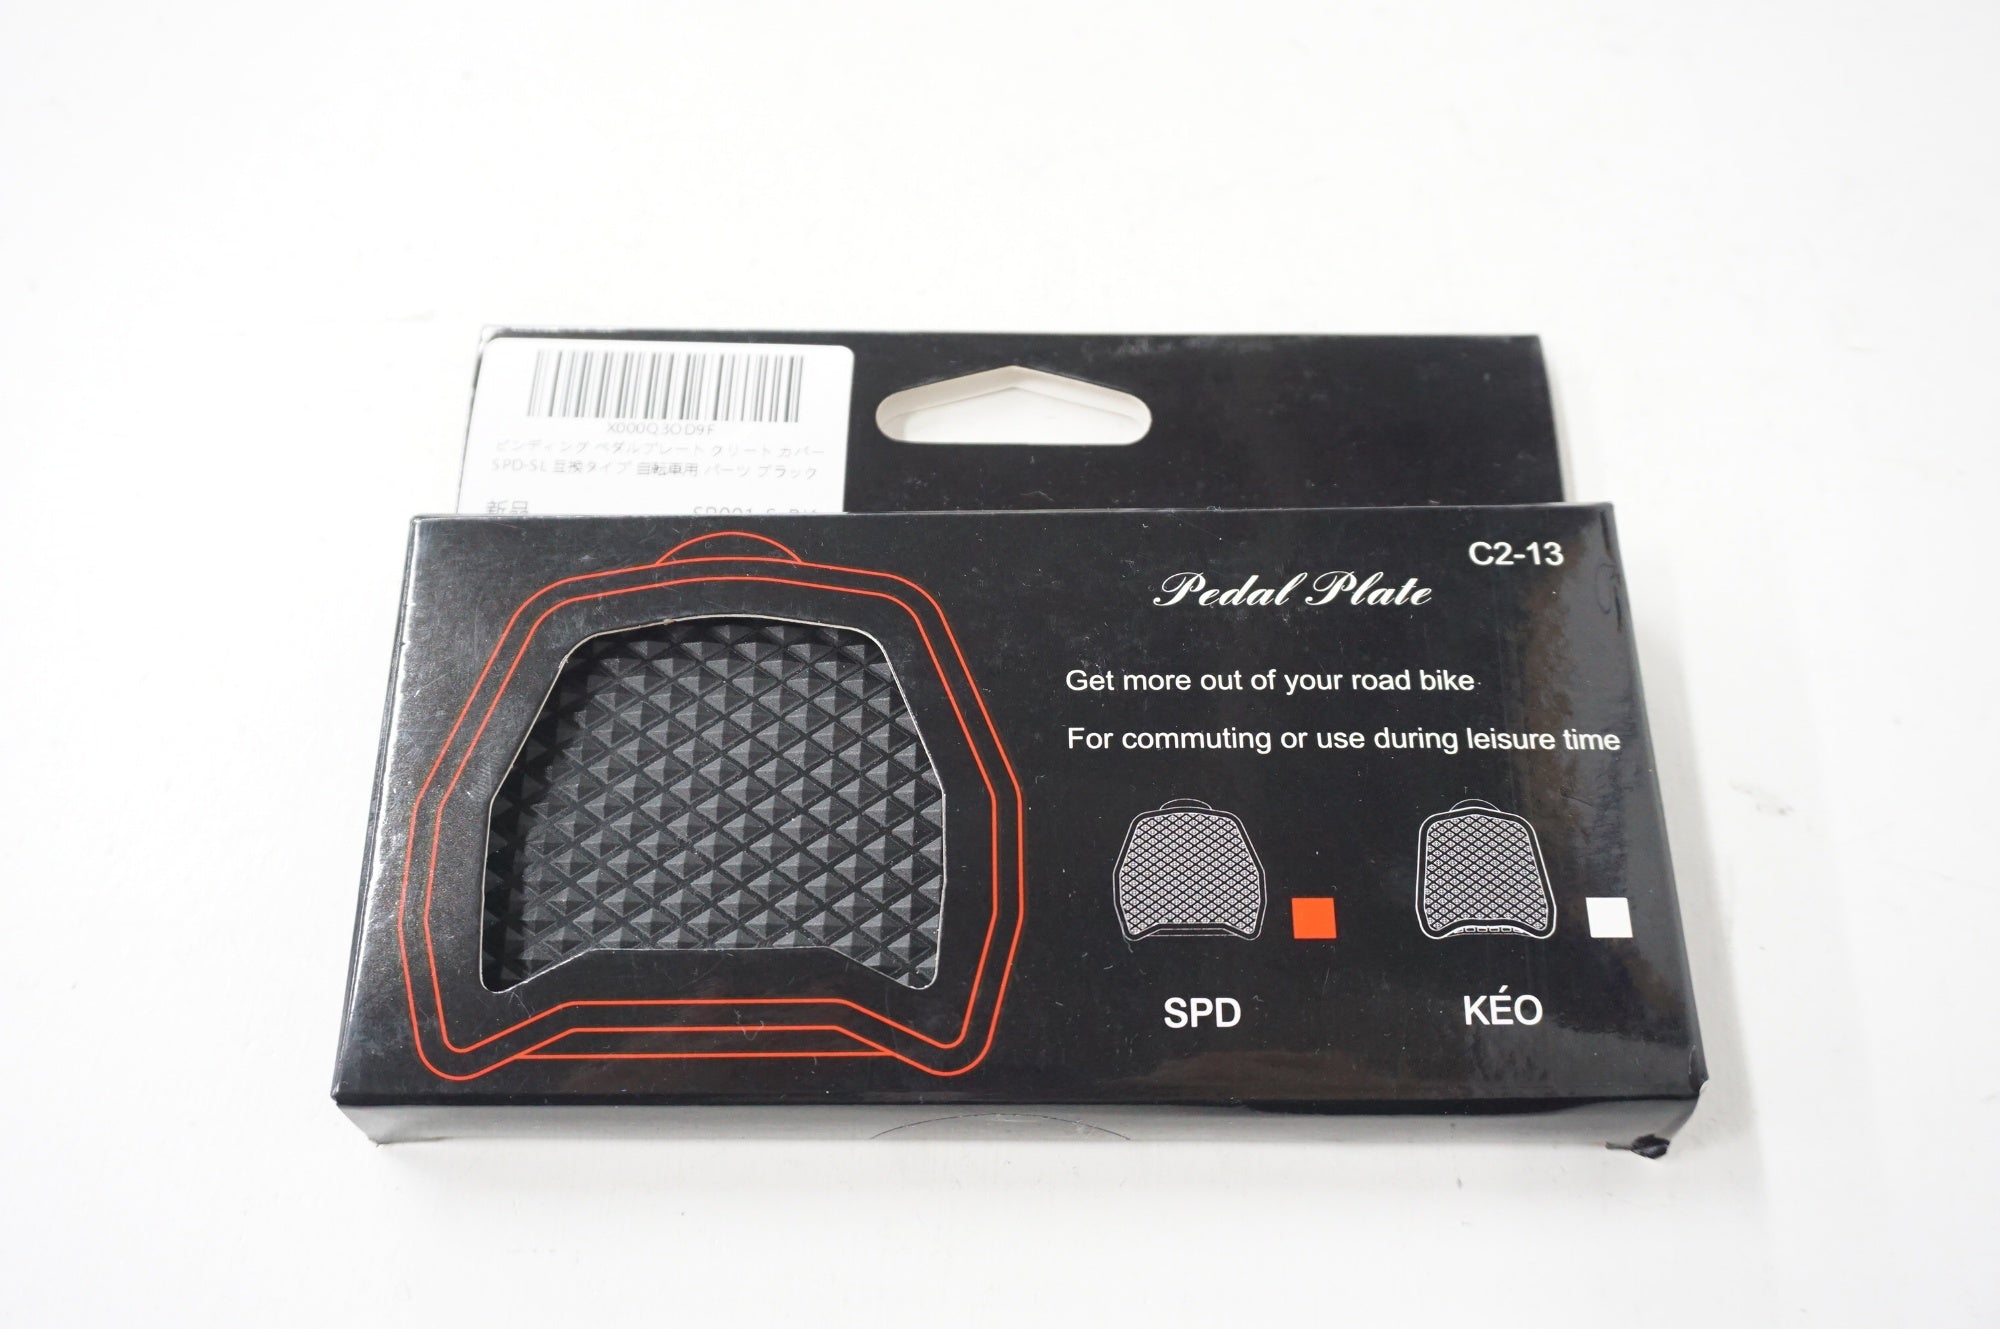 X000Q3OD9F
ビンディング ペダルプレート クリート カバー
SPD-SL 互換タイプ 自転車用 パーツ ブラック
新品
C2-13
Pedal Plate
Get more out of your road bike
For commuting or use during leisure time
SPD
KÉO